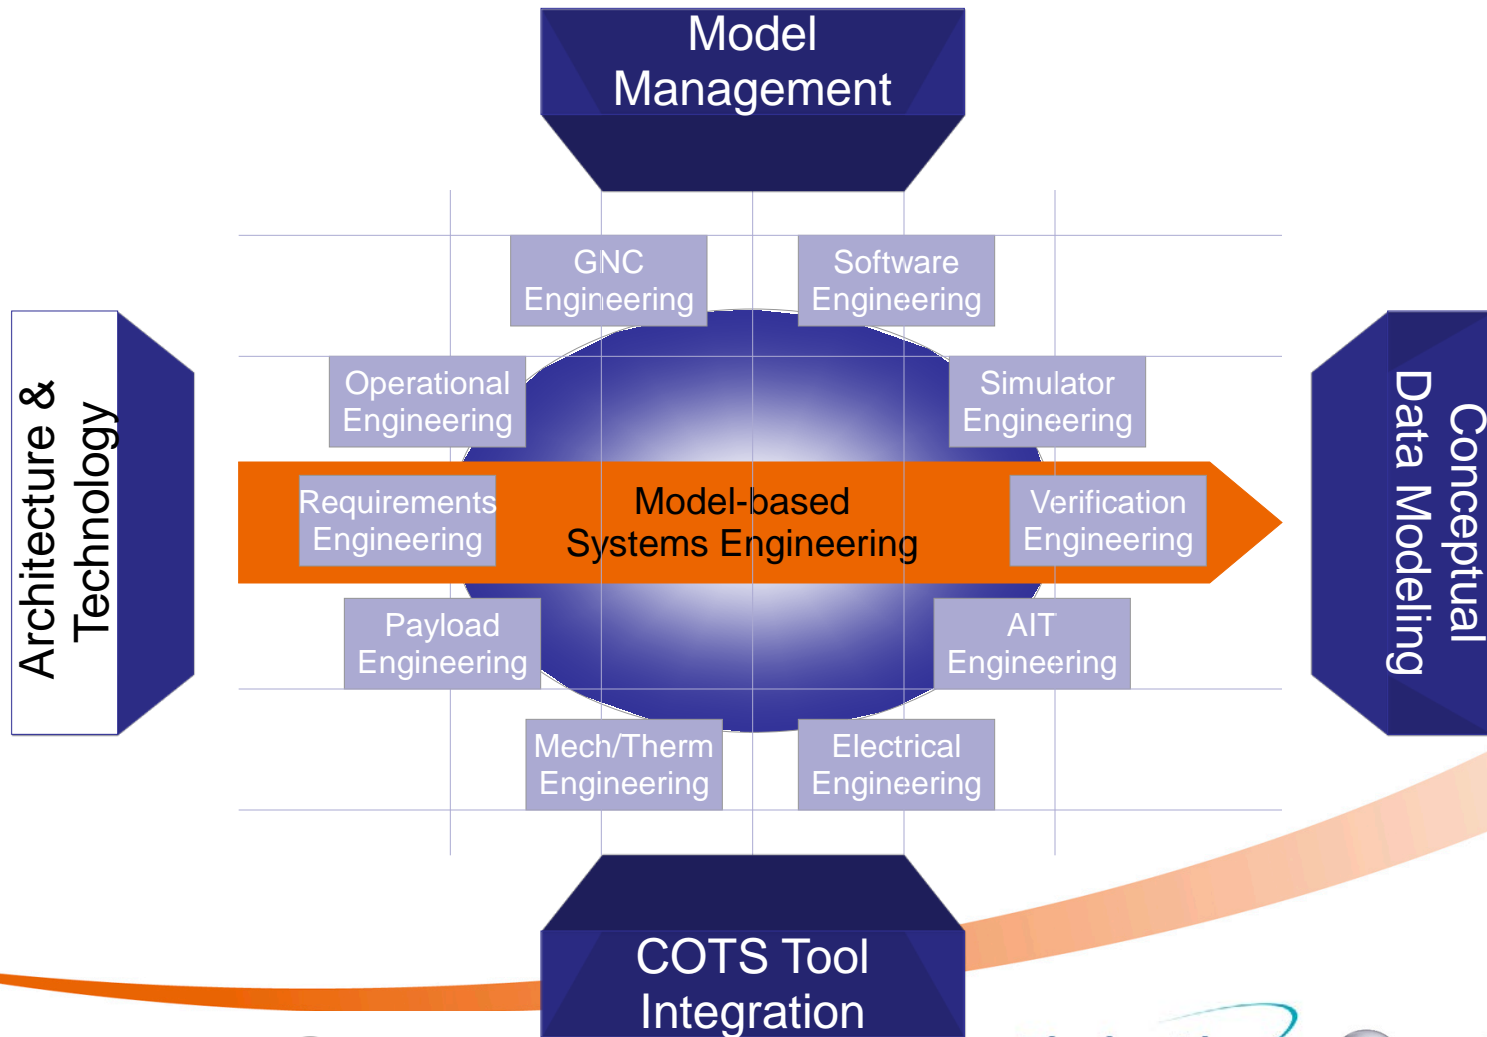 Model
Management
GNC
Engineering
Software
Engineering
Operational
Engineering
Simulator
Engineering
Architecture &
Technology
Requirements
Engineering
Model-based
Systems Engineering
Verification
Engineering
Conceptual
Data Modeling
Payload
Engineering
AIT
Engineering
Mech/Therm
Engineering
Electrical
Engineering
COTS Tool
Integration